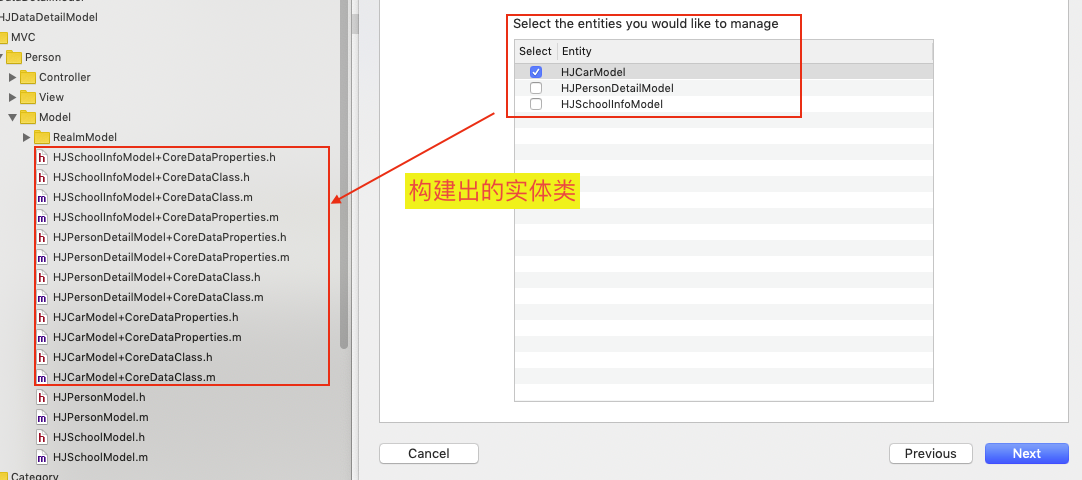 HJDataDetailModel
MVC
Person
Controller
View
Model
RealmModel
HJSchoolInfoModel+CoreDataProperties.h
HJSchoolInfoModel+CoreDataClass.h
HJSchoolInfoModel+CoreDataClass.m
HJSchoolInfoModel+CoreDataProperties.m
HJPersonDetailModel+CoreDataProperties.h
HJPersonDetailModel+CoreDataProperties.m
HJPersonDetailModel+CoreDataClass.h
HJPersonDetailModel+CoreDataClass.m
HJCarModel+CoreDataProperties.h
HJCarModel+CoreDataProperties.m
HJCarModel+CoreDataClass.h
HJCarModel+CoreDataClass.m
HJPersonModel.h
HJPersonModel.m
HJSchoolModel.h
HJSchoolModel.m
Category
Select the entities you would like to manage
Select Entity
HJCarModel
HJPersonDetailModel
HJSchoolInfoModel
构建出的实体类
Cancel
Previous
Next